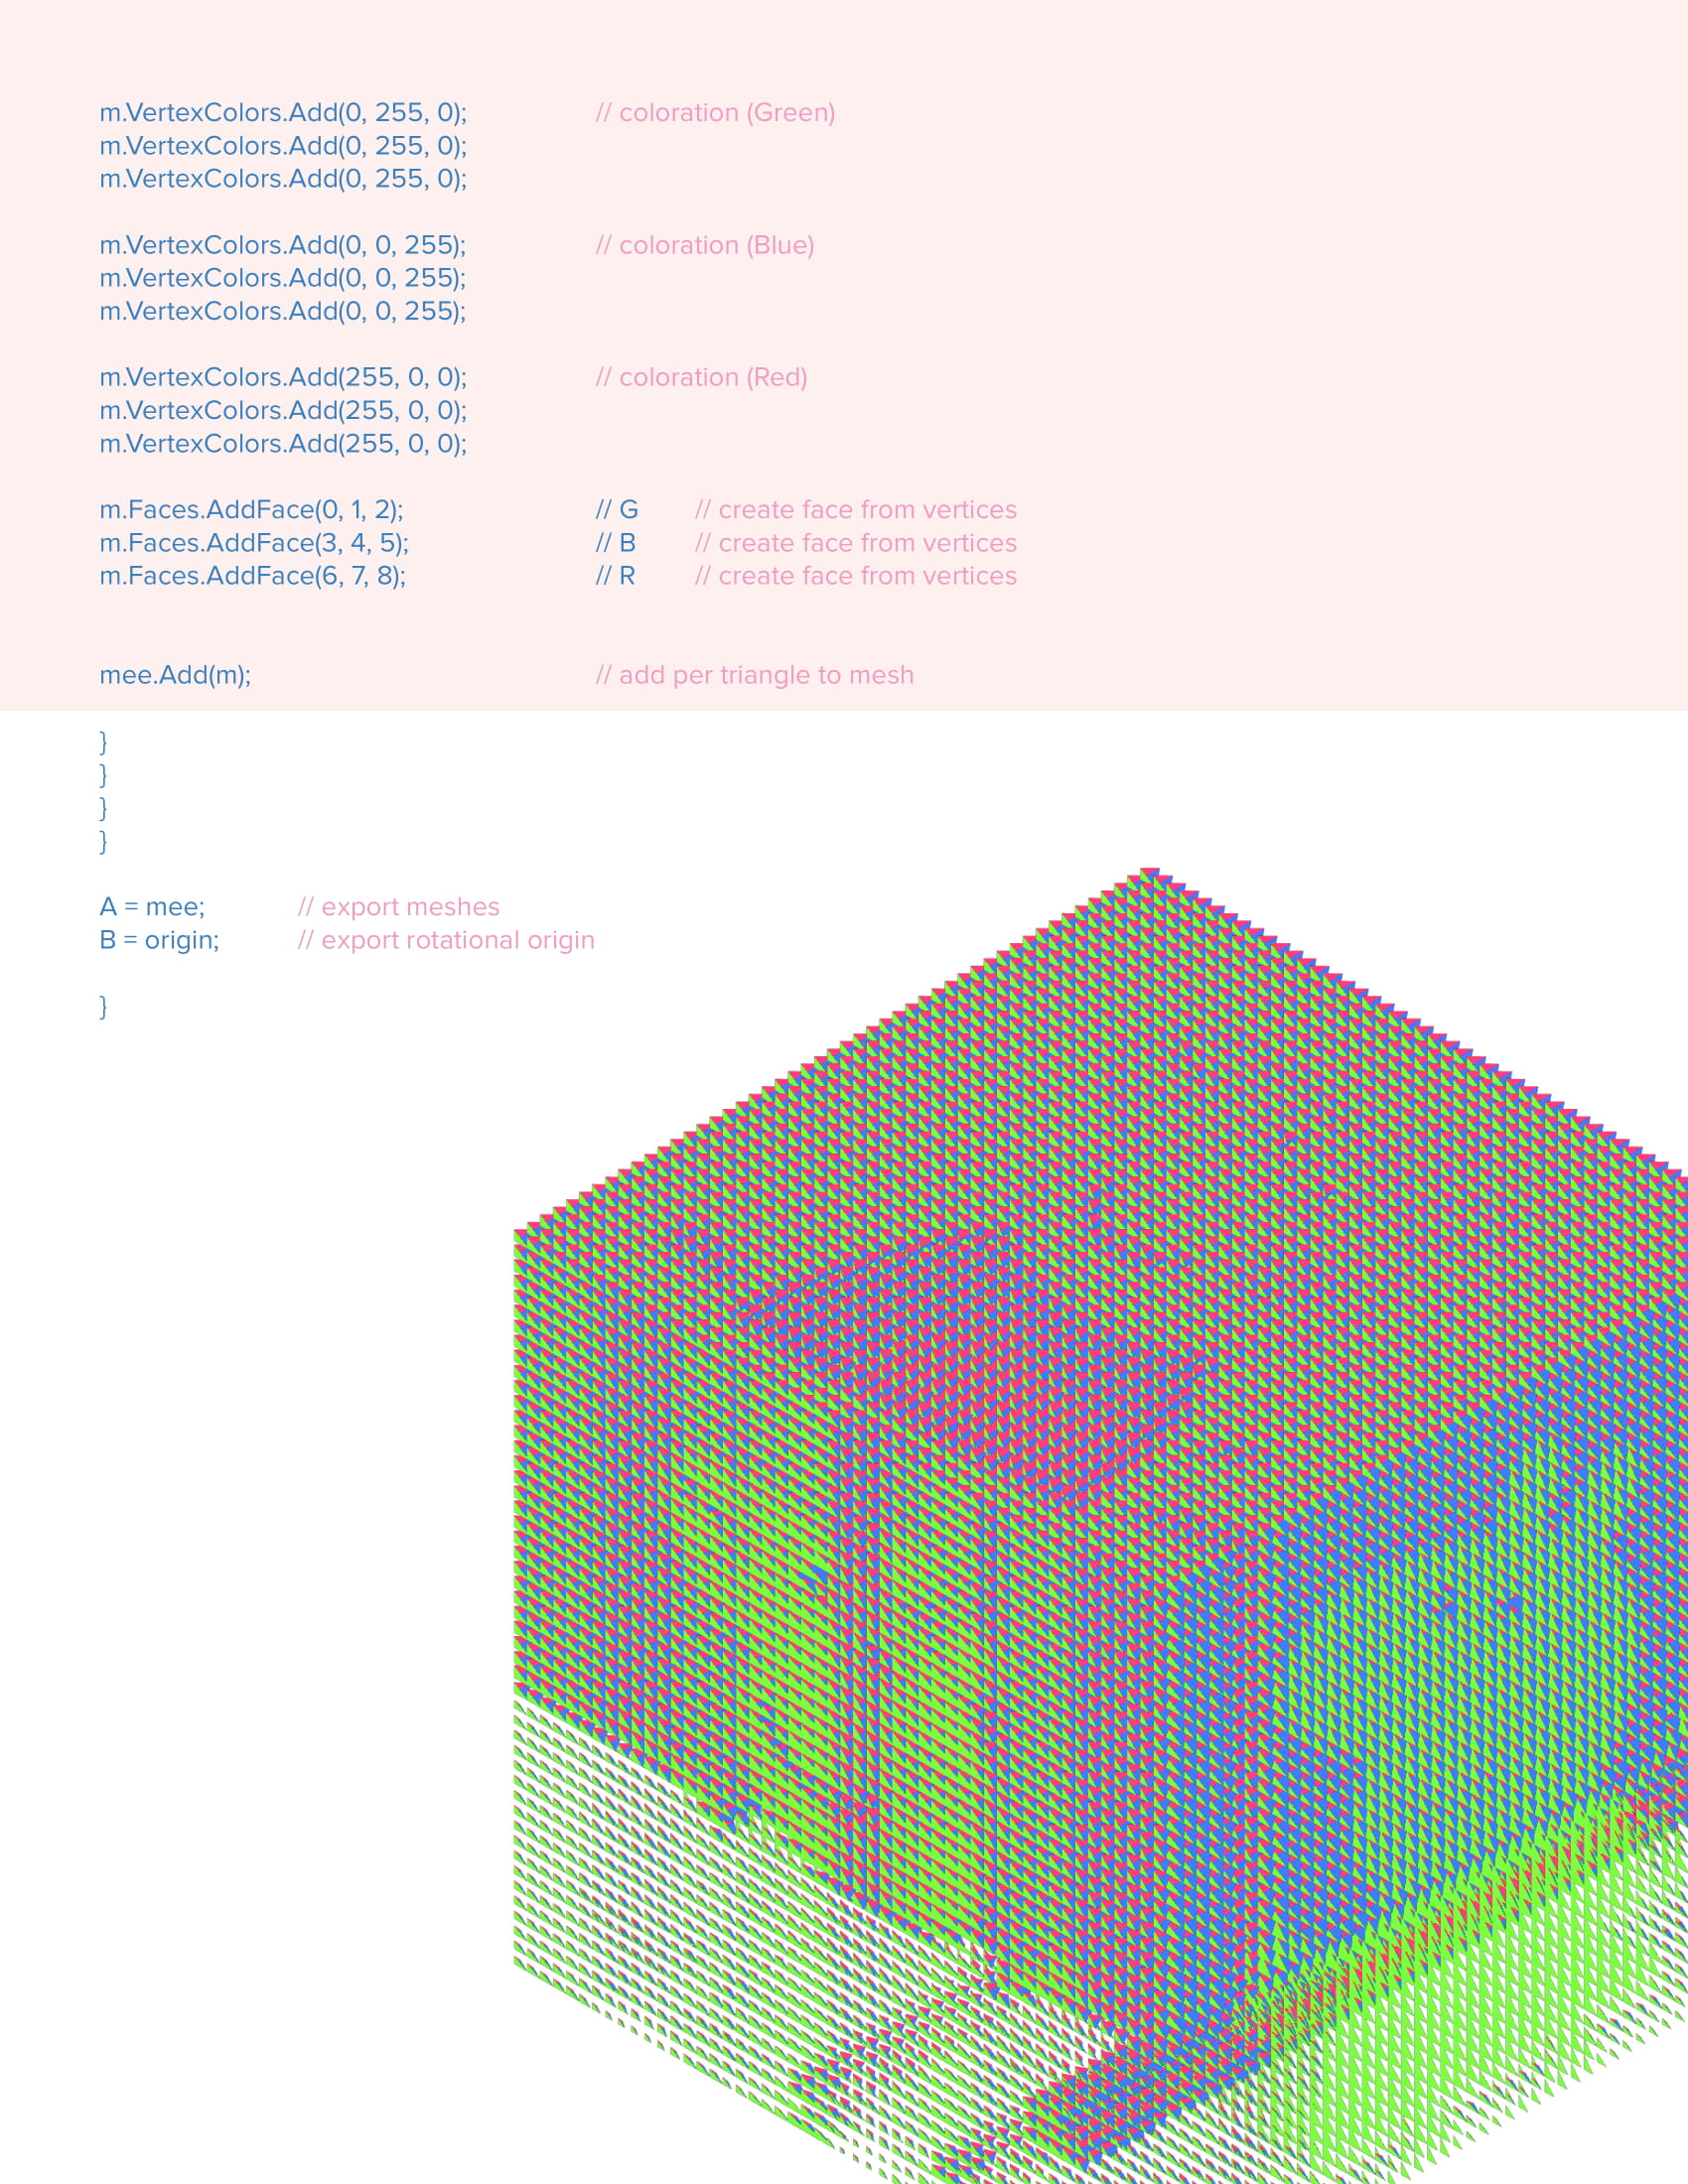 m.VertexColors.Add(0, 255, 0); // coloration (Green)
m.VertexColors.Add(0, 255, 0);
m.VertexColors.Add(0, 255, 0);
m.VertexColors.Add(0, 0, 255); // coloration (Blue)
m.VertexColors.Add(0, 0, 255);
m.VertexColors.Add(0, 0, 255);
m.VertexColors.Add(255, 0, 0); // coloration (Red)
m.VertexColors.Add(255, 0, 0);
m.VertexColors.Add(255, 0, 0);
m.Faces.AddFace(0, 1, 2); // G // create face from vertices
m.Faces.AddFace(3, 4, 5); // B // create face from vertices
m.Faces.AddFace(6, 7, 8); // R // create face from vertices
mee.Add(m); // add per triangle to mesh
}
}
}
}
A = mee; // export meshes
B = origin; // export rotational origin
}